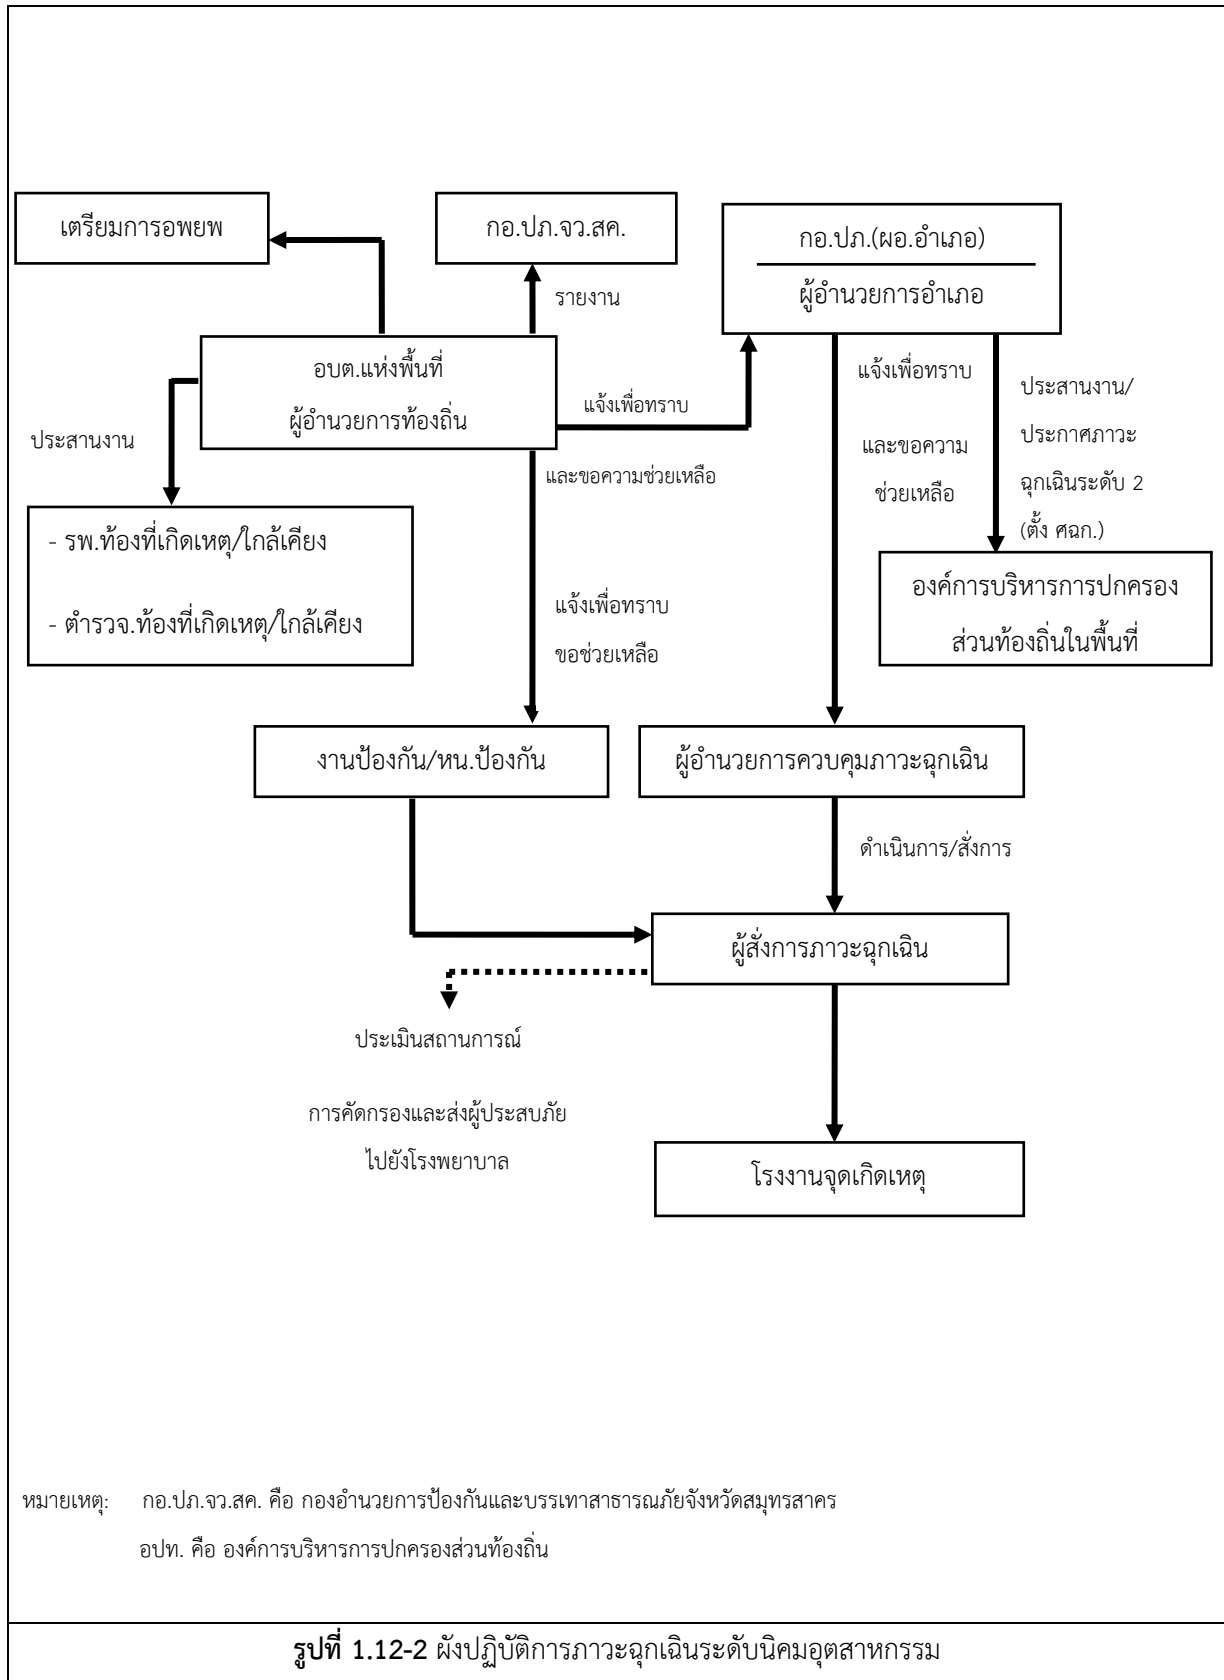 เตรียมการอพยพ
กอ.ปภ.จว.สค.
กอ.ปภ.(ผอ.อำเภอ)
ผู้อำนวยการอำเภอ
รายงาน
อบต.แห่งพื้นที่
ผู้อำนวยการท้องถิ่น
แจ้งเพื่อทราบ
และขอความช่วยเหลือ
ประสานงาน
แจ้งเพื่อทราบ
และขอความ
ช่วยเหลือ
ประสานงาน/
ประกาศภาวะ
ฉุกเฉินระดับ 2
(ตั้ง ศฉก.)
- รพ.ท้องที่เกิดเหตุ/ใกล้เคียง
- ตำรวจ.ท้องที่เกิดเหตุ/ใกล้เคียง
แจ้งเพื่อทราบ
ขอช่วยเหลือ
องค์การบริหารการปกครอง
ส่วนท้องถิ่นในพื้นที่
งานป้องกัน/หน.ป้องกัน
ผู้อำนวยการควบคุมภาวะฉุกเฉิน
ดำเนินการ/สั่งการ
ผู้สั่งการภาวะฉุกเฉิน
ประเมินสถานการณ์
การคัดกรองและส่งผู้ประสบภัย
ไปยังโรงพยาบาล
โรงงานจุดเกิดเหตุ
หมายเหตุ: กอ.ปภ.จว.สค. คือ กองอำนวยการป้องกันและบรรเทาสาธารณภัยจังหวัดสมุทรสาคร
อปท. คือ องค์การบริหารการปกครองส่วนท้องถิ่น
รูปที่ 1.12-2 ผังปฏิบัติการภาวะฉุกเฉินระดับนิคมอุตสาหกรรม